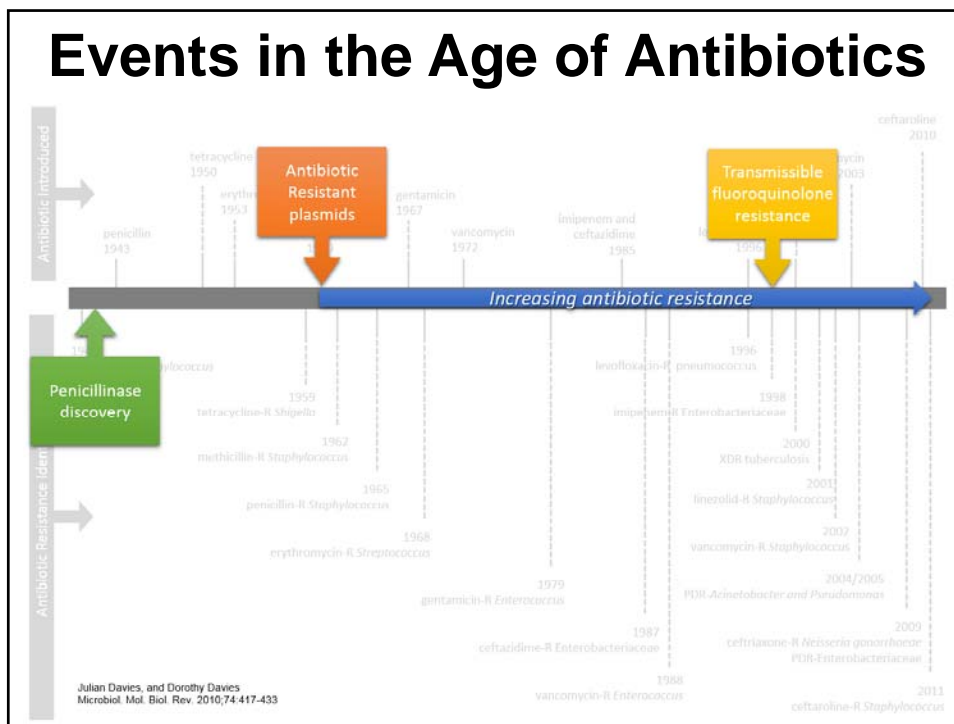 Events in the Age of Antibiotics
ceftaroline
2010
tetracycline
1950
1953
Antibiotic
Resistant
plasmids
gentamicin
1967
Transmissible
fluoroquinolone
resistance
2003
Antibiotic Introduced
penicillin
1943
vancomycin
1972
imipenem and
ceftazidime
1985
1996
Increasing antibiotic resistance
Penicillinase
discovery
1959
tetracycline-R Shigella
1962
methicillin-R Staphylococcus
1965
penicillin-R Staphylococcus
1968
erythromycin-R Streptococcus
1979
gentamicin-R Enterococcus
1987
ceftazidime-R Enterobacteriaceae
1988
vancomycin-R Enterococcus
1996
levofloxacin-R pneumococcus
1998
imipenem-R Enterobacteriaceae
2000
XDR tuberculosis
2001
linezolid-R Staphylococcus
2002
vancomycin-R Staphylococcus
2004/2005
PDR-Acinetobacter and Pseudomonas
2009
ceftriaxone-R Neisseria gonorrhoeae
PDR-Enterobacteriaceae
2011
ceftaroline-R Staphylococcus
Antibiotic Resistance
Julian Davies, and Dorothy Davies
Microbiol. Mol. Biol. Rev. 2010;74:417-433